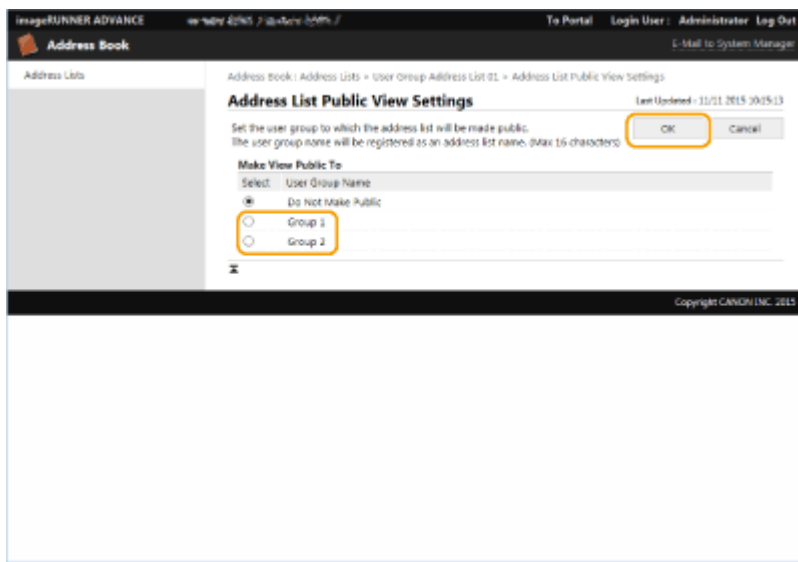 imageRUNNER ADVANCE To Portal Login User : Administrator Log Out
Address Book E-Mail to System Manager
Address Lists
Address Book : Address Lists > User Group Address List 01 > Address List Public View Settings
Address List Public View Settings Last Updated : 11/11 2015 10:15:13
Set the user group to which the address list will be made public.
The user group name will be registered as an address list name. (Max 16 characters)
OK Cancel
Make View Public To
Select User Group Name
Do Not Make Public
Group 1
Group 2
Copyright CANON INC. 2015